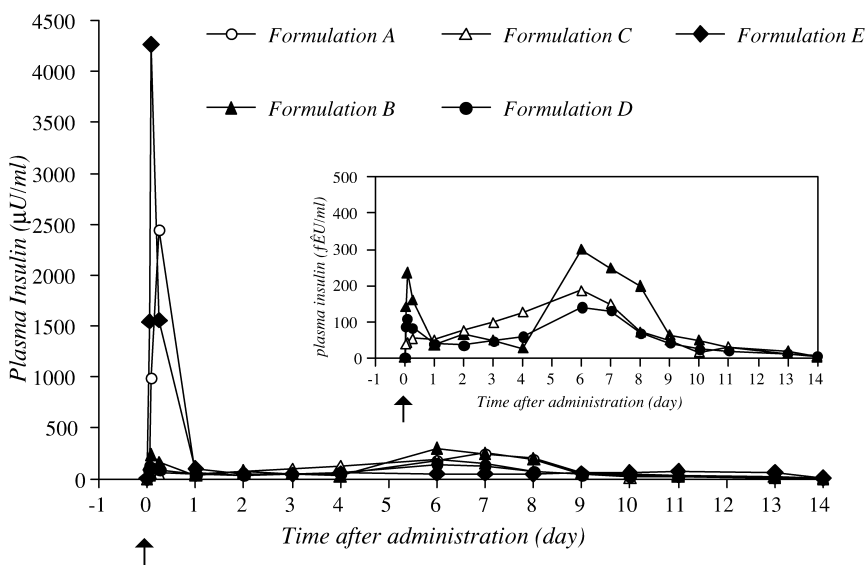 4500
4000
3500
3000
2500
2000
1500
1000
500
0
Plasma Insulin (μU/ml)
Formulation A
Formulation C
Formulation E
Formulation B
Formulation D
500
400
300
200
100
0
plasma insulin (ƒÊU/ml)
-1 0 1 2 3 4 5 6 7 8 9 10 11 12 13 14
Time after administration (day)
-1 0 1 2 3 4 5 6 7 8 9 10 11 12 13 14
Time after administration (day)